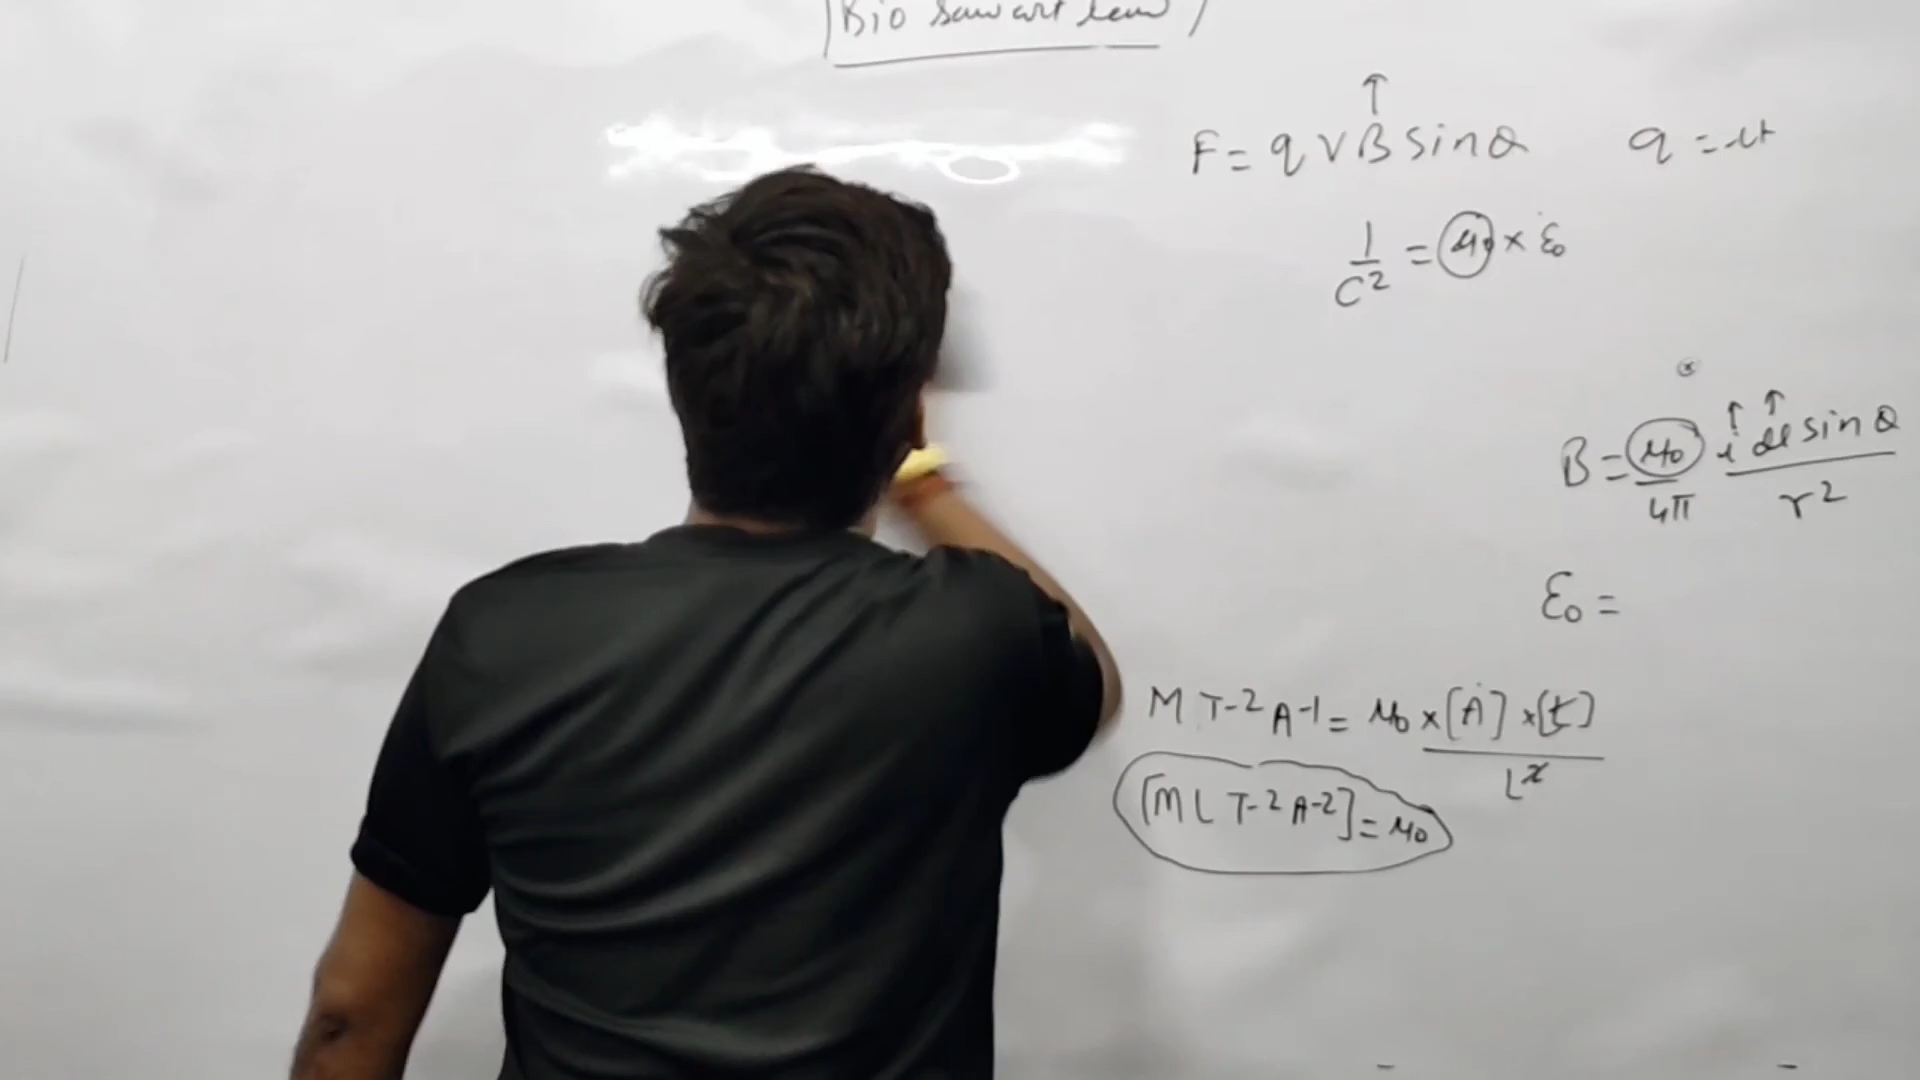 Bio savart law
F = q v B sin θ q = it
1/C² = μ₀ × ε₀
B = μ₀/4π i dl sin θ / r²
ε₀ =
M T-2 A-1 = μ₀ × [A] × [L] / L²
[M L T-2 A-2] = μ₀